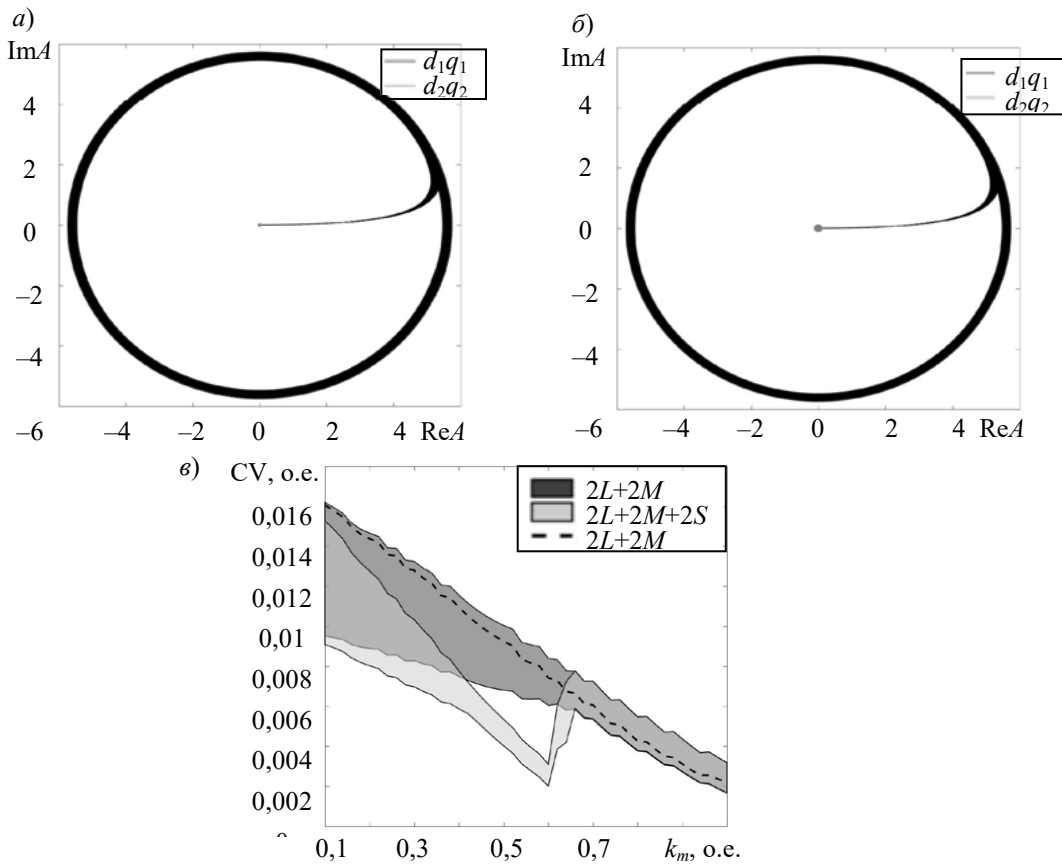 а)
ImA
d₁q₁
d₂q₂
4
2
0
–2
–4
–6 –4 –2 0 2 4 ReA
б)
ImA
d₁q₁
d₂q₂
4
2
0
–2
–4
–6 –4 –2 0 2 4 ReA
в)
CV, о.е.
2L+2M
2L+2M+2S
2L+2M
0,016
0,014
0,012
0,01
0,008
0,006
0,004
0,002
0,1 0,3 0,5 0,7 kₘ, о.е.